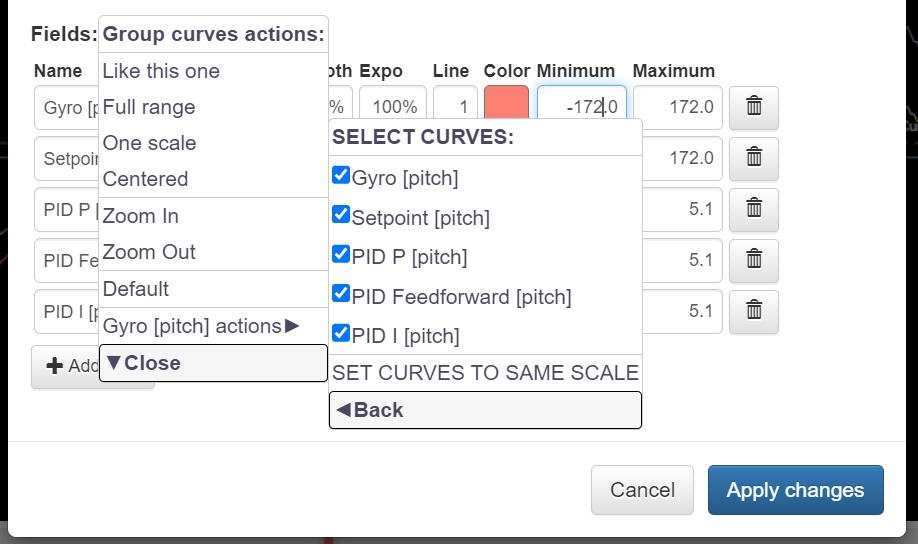 Fields:
Group curves actions:
Name
oth Expo
Line
Color Minimum
Maximum
Like this one
Gyro [p
Full range
%
100%
1
-172.0
172.0
One scale
SELECT CURVES:
Setpoi
172.0
Centered
Gyro [pitch]
PID P [
Zoom In
Setpoint [pitch]
5.1
PID Fe
Zoom Out
PID P [pitch]
5.1
Default
PID Feedforward [pitch]
PID I [p
Gyro [pitch] actions▶
PID I [pitch]
5.1
+ Add
▼Close
SET CURVES TO SAME SCALE
◀Back
Cancel
Apply changes